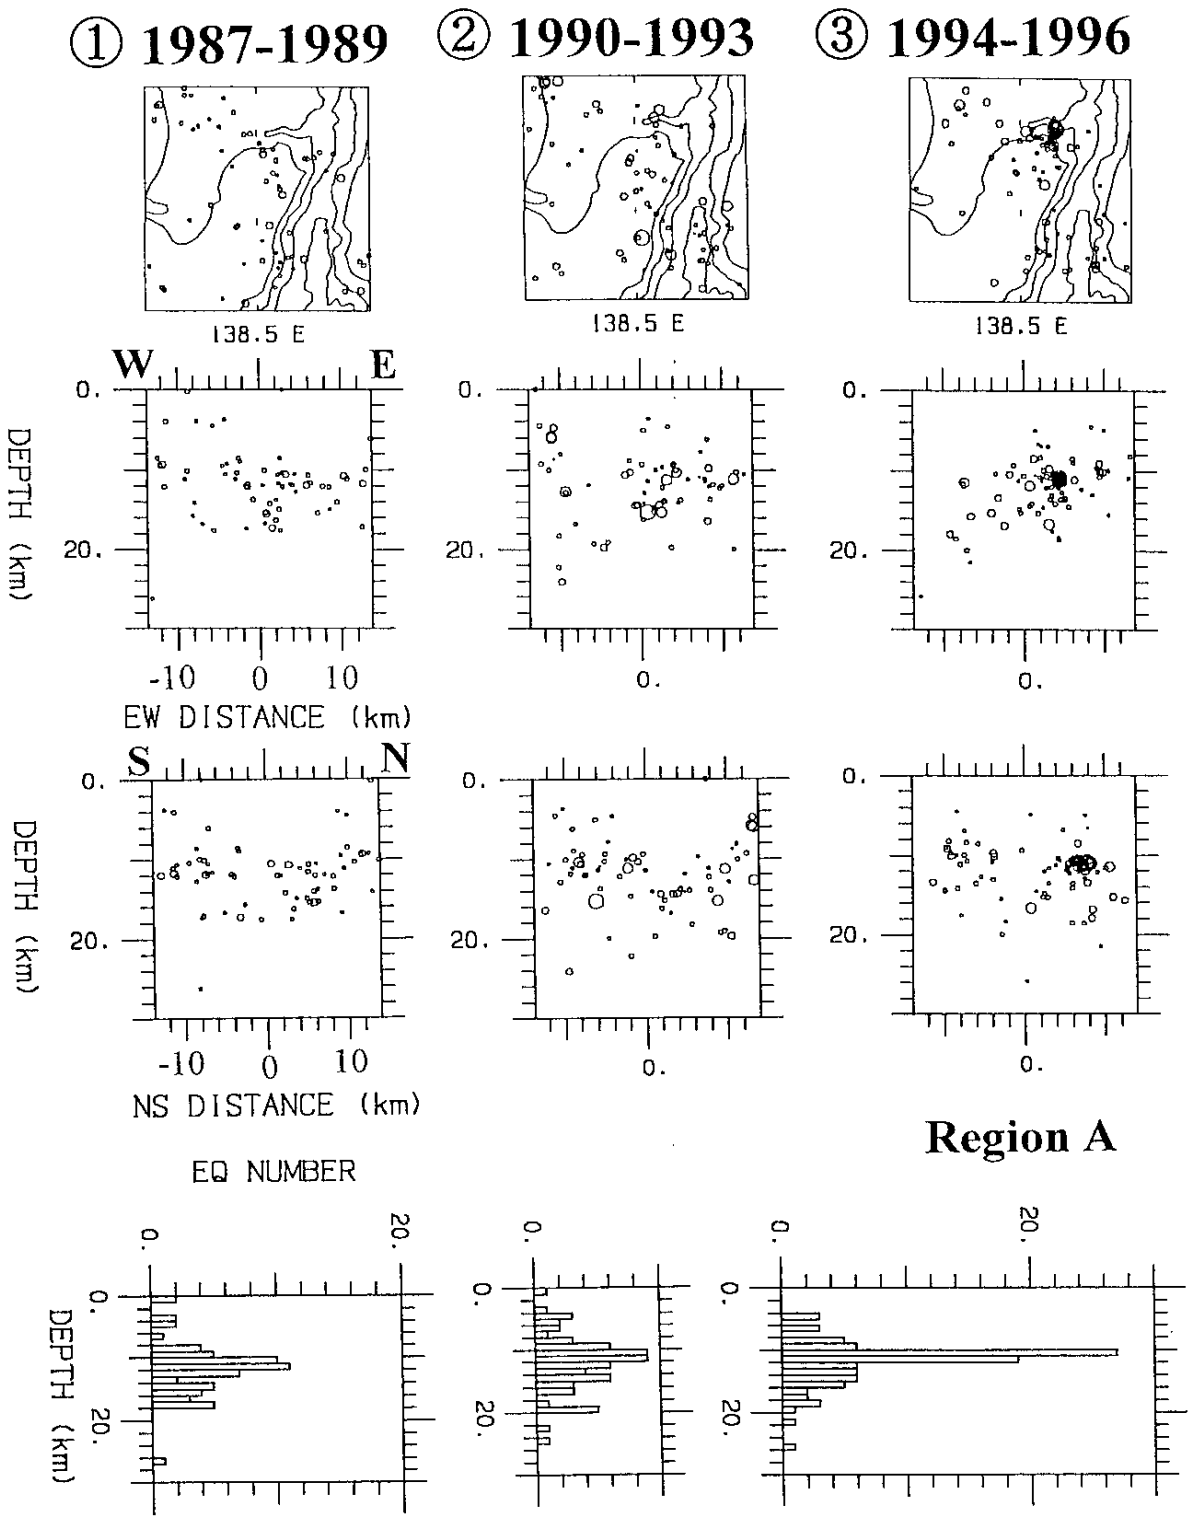 ① 1987-1989 ② 1990-1993 ③ 1994-1996
138.5 E 138.5 E 138.5 E
W E
0. 0. 0.
DEPTH (km)
20. 20. 20.
-10 0 10 0. 0.
EW DISTANCE (km)
S N
0. 0. 0.
DEPTH (km)
20. 20. 20.
-10 0 10 0. 0.
NS DISTANCE (km)
Region A
EQ NUMBER
0. 20. 0. 0. 20.
0. 0. 0.
DEPTH (km)
20. 20. 20.